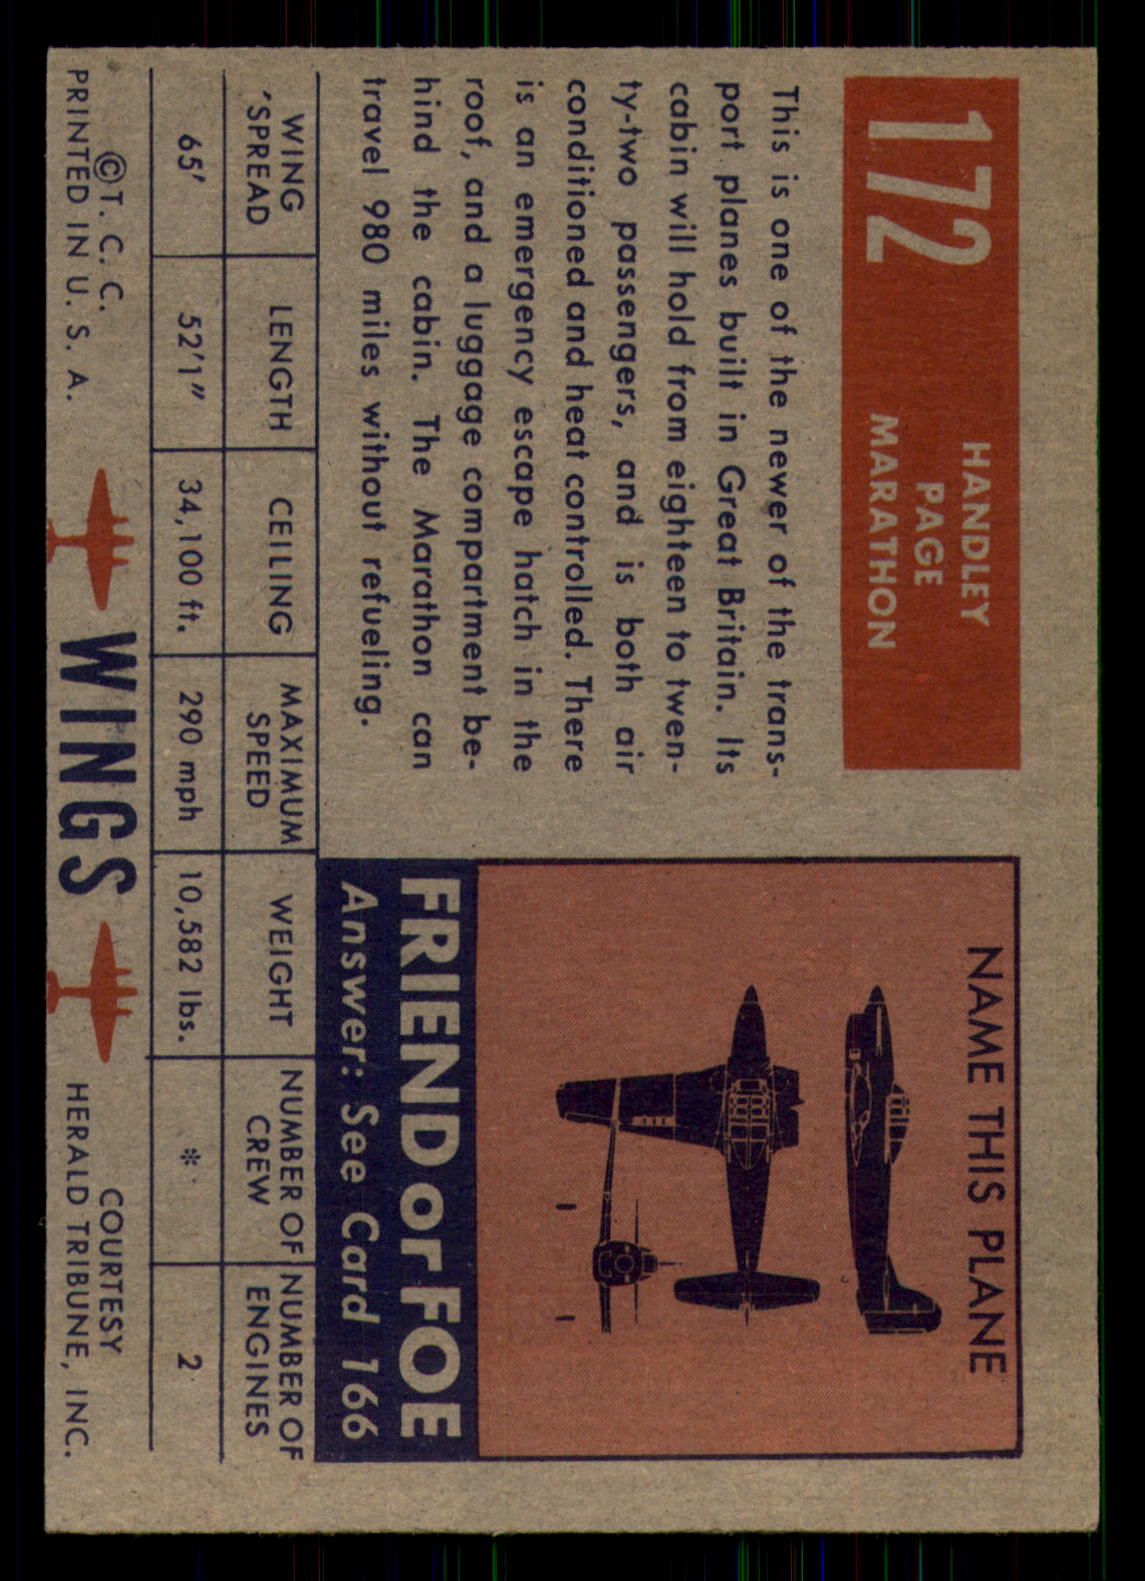 172
HANDLEY
PAGE
MARATHON
This is one of the newer of the trans-
port planes built in Great Britain. Its
cabin will hold from eighteen to twen-
ty-two passengers, and is both air
conditioned and heat controlled. There
is an emergency escape hatch in the
roof, and a luggage compartment be-
hind the cabin. The Marathon can
travel 980 miles without refueling.
NAME THIS PLANE
FRIEND or FOE
Answer: See Card 166
WING
'SPREAD
LENGTH
CEILING
MAXIMUM
SPEED
WEIGHT
NUMBER OF
CREW
NUMBER OF
ENGINES
65'
52'1"
34,100 ft.
290 mph
10,582 lbs.
*
2
©T. C. C.
PRINTED IN U. S. A.
WINGS
COURTESY
HERALD TRIBUNE, INC.